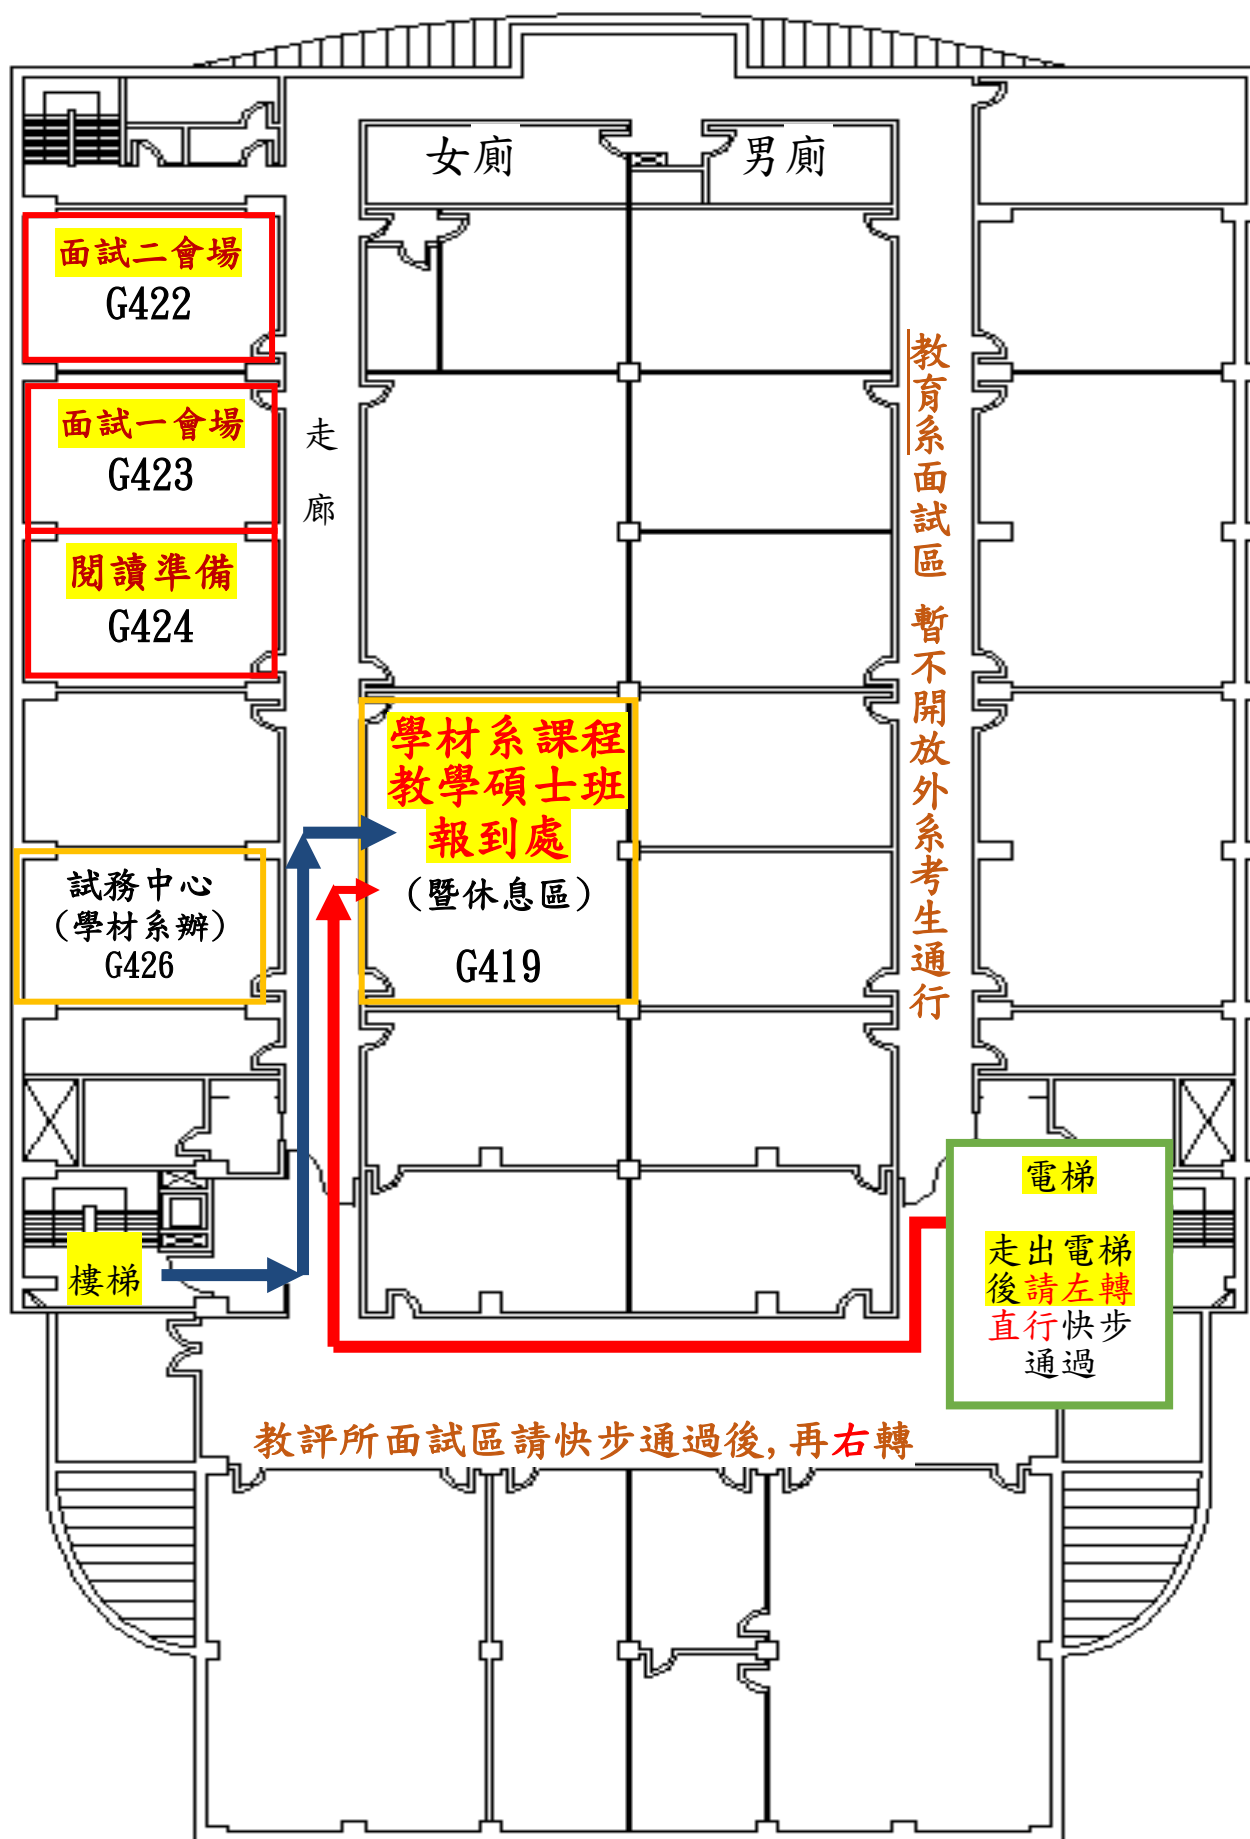 女廁
男廁
面試二會場
G422
面試一會場
G423
閱讀準備
G424
走
廊
教育系面試區 暫不開放外系考生通行
學材系課程
教學碩士班
報到處
(暨休息區)
G419
試務中心
(學材系辦)
G426
電梯
走出電梯
後請左轉
直行快步
通過
樓梯
教評所面試區請快步通過後,再右轉